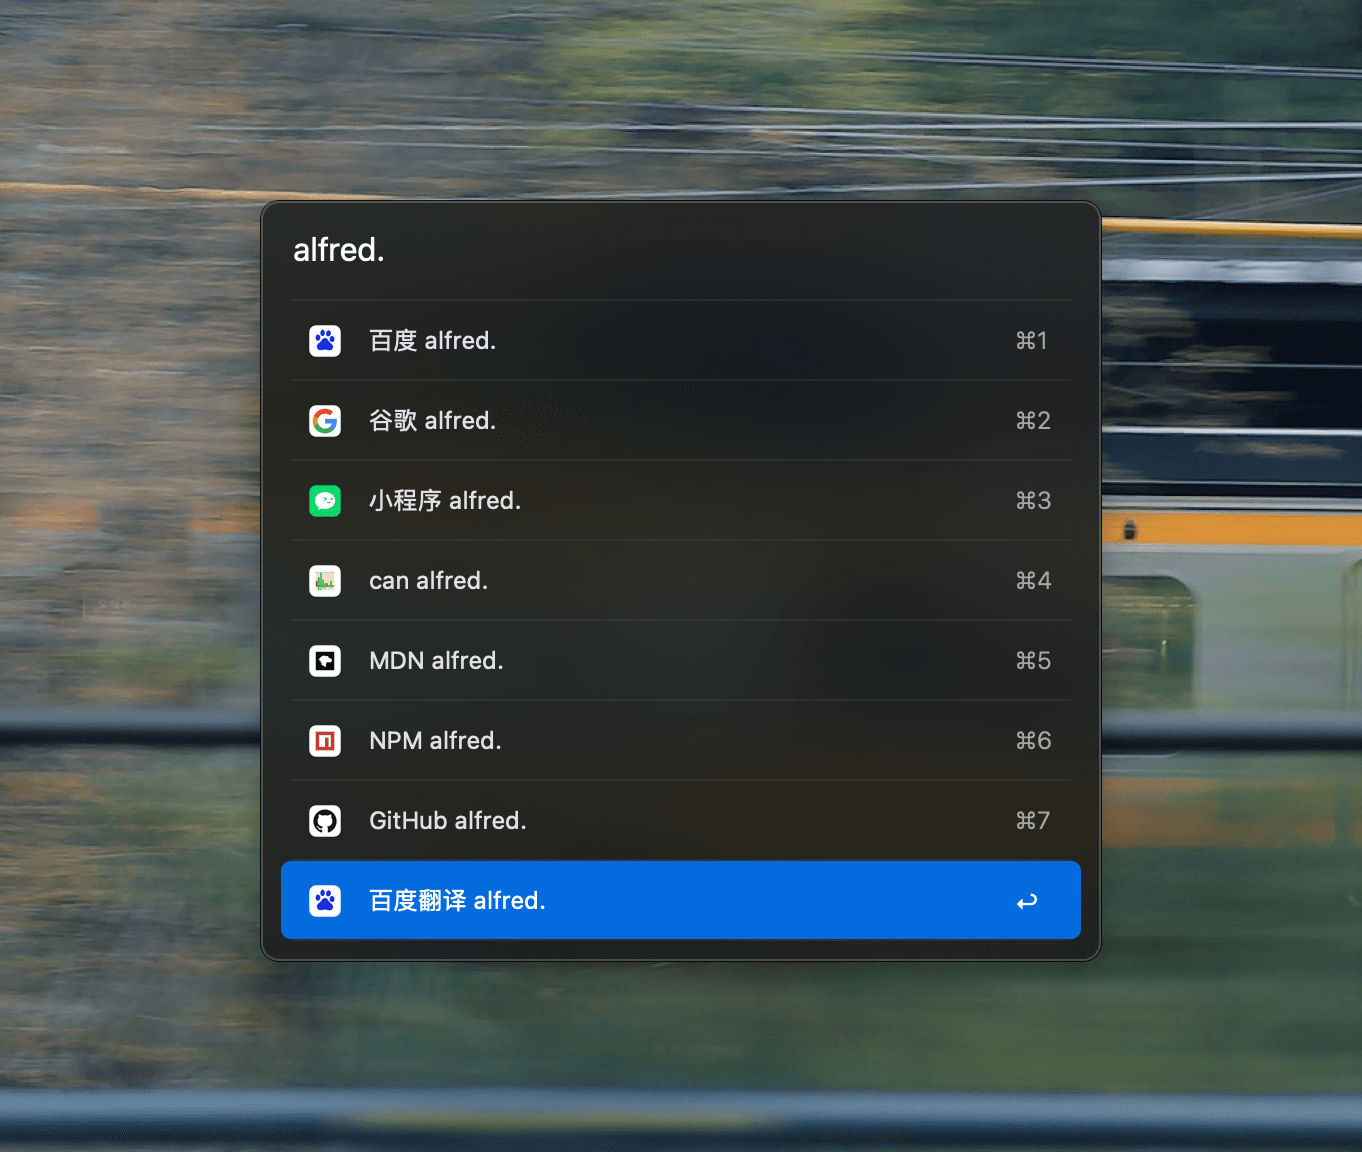 alfred.
百度 alfred.
⌘1
谷歌 alfred.
⌘2
小程序 alfred.
⌘3
can alfred.
⌘4
MDN alfred.
⌘5
NPM alfred.
⌘6
GitHub alfred.
⌘7
百度翻译 alfred.